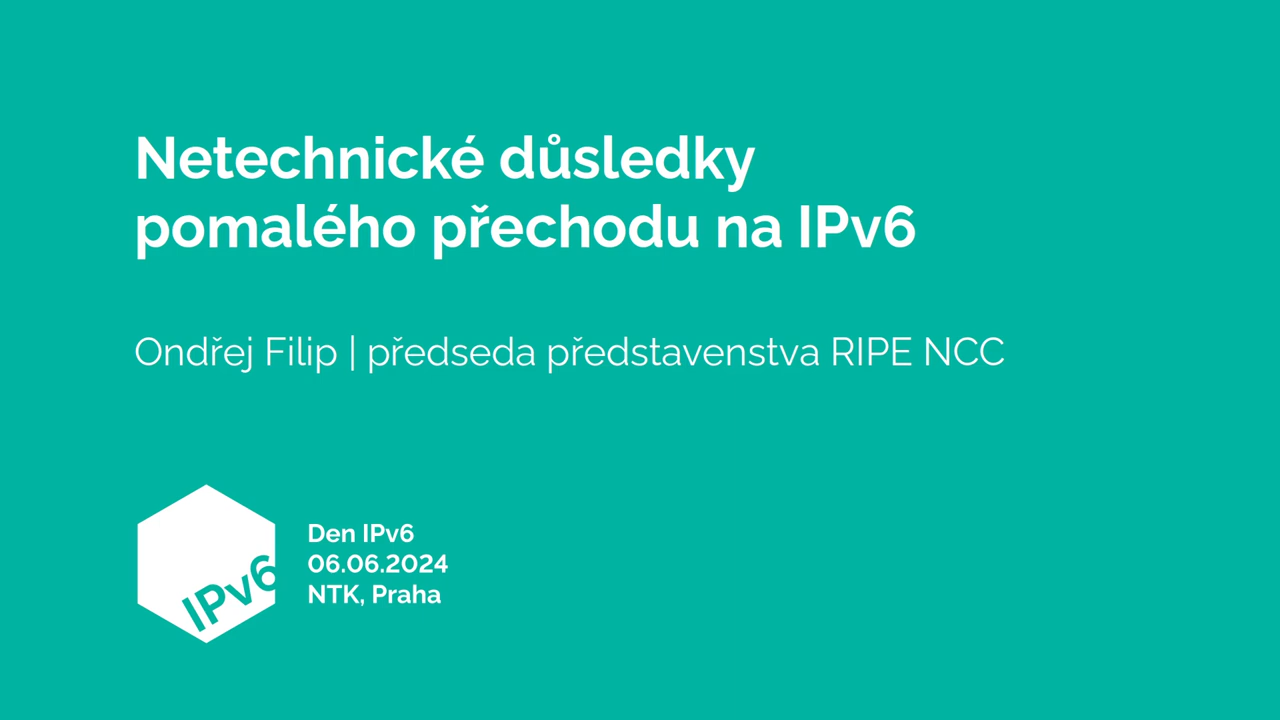 Netechnické důsledky
pomalého přechodu na IPv6
Ondřej Filip | předseda představenstva RIPE NCC
IPv6
Den IPv6
06.06.2024
NTK, Praha